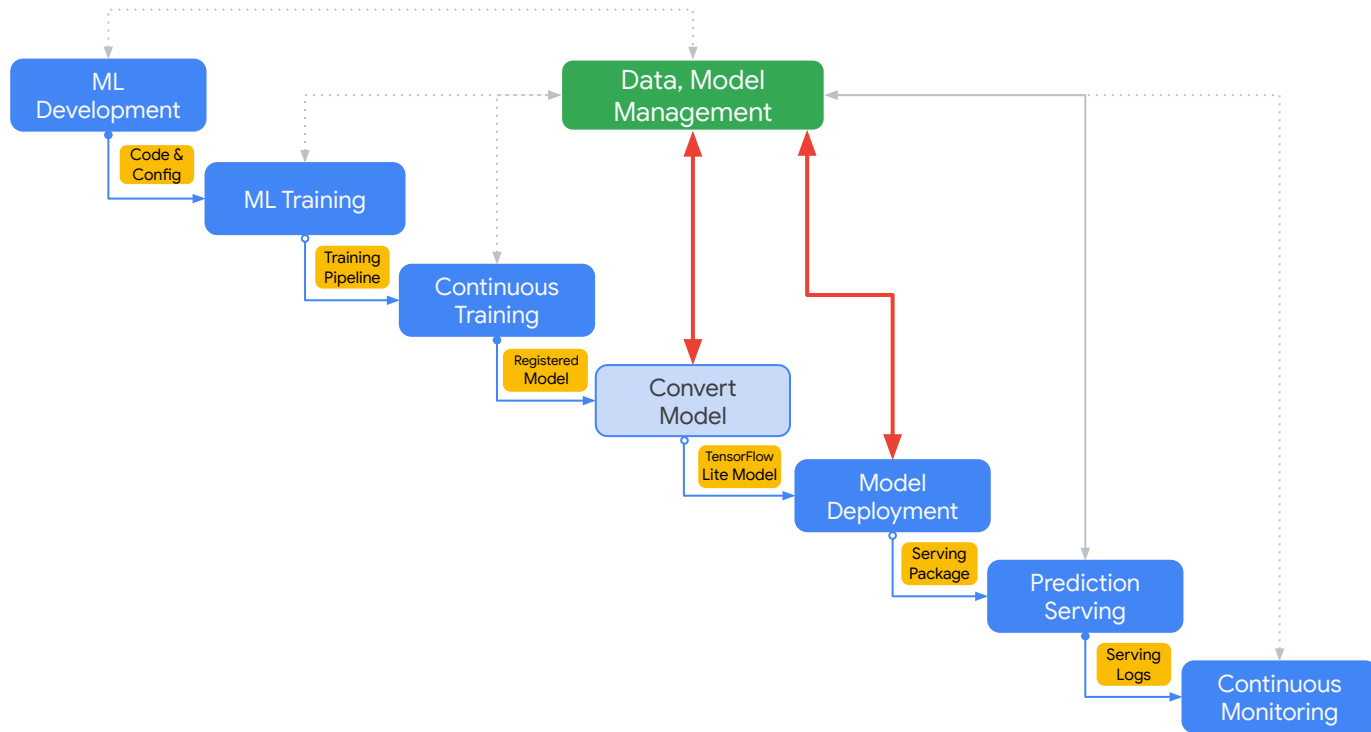 ML
Development
Data, Model
Management
Code &
Config
ML Training
Training
Pipeline
Continuous
Training
Registered
Model
Convert
Model
TensorFlow
Lite Model
Model
Deployment
Serving
Package
Prediction
Serving
Serving
Logs
Continuous
Monitoring